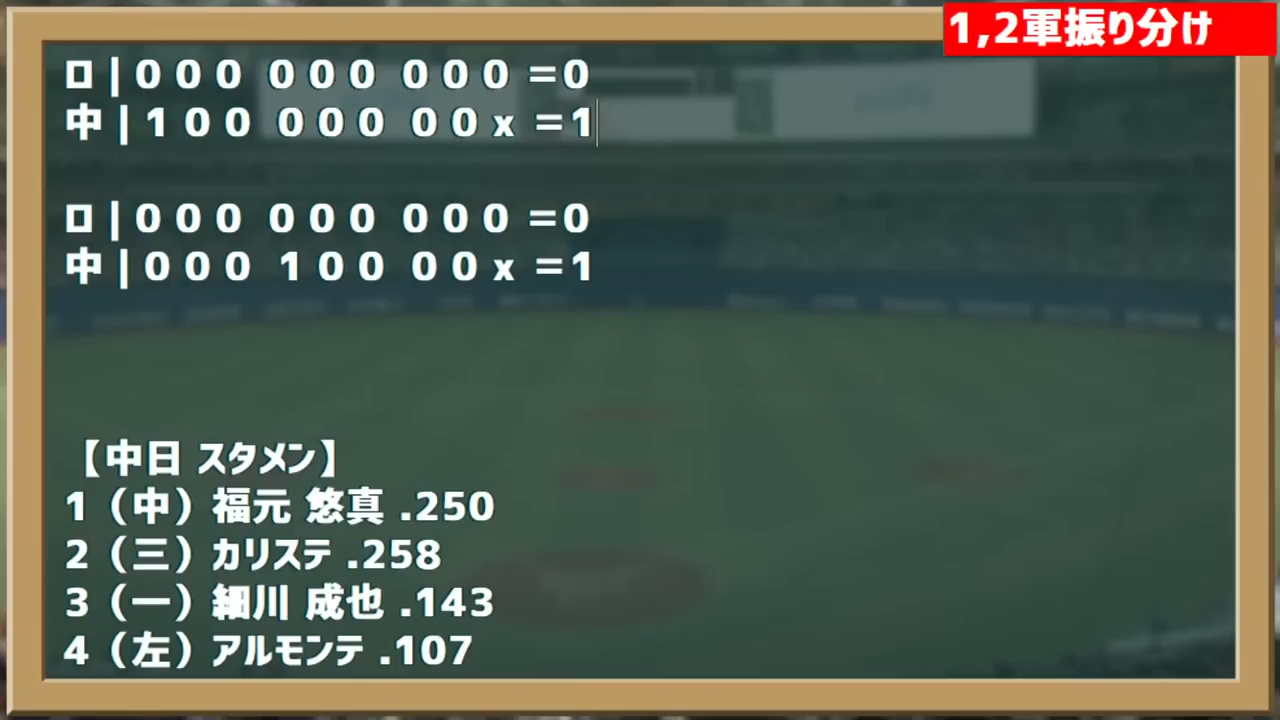 1,2軍振り分け
ロ|0 0 0 0 0 0 0 0 0 =0
中|1 0 0 0 0 0 0 0 x =1
ロ|0 0 0 0 0 0 0 0 0 =0
中|0 0 0 1 0 0 0 0 x =1
【中日 スタメン】
1（中）福元 悠真 .250
2（三）カリステ .258
3（一）細川 成也 .143
4（左）アルモンテ .107